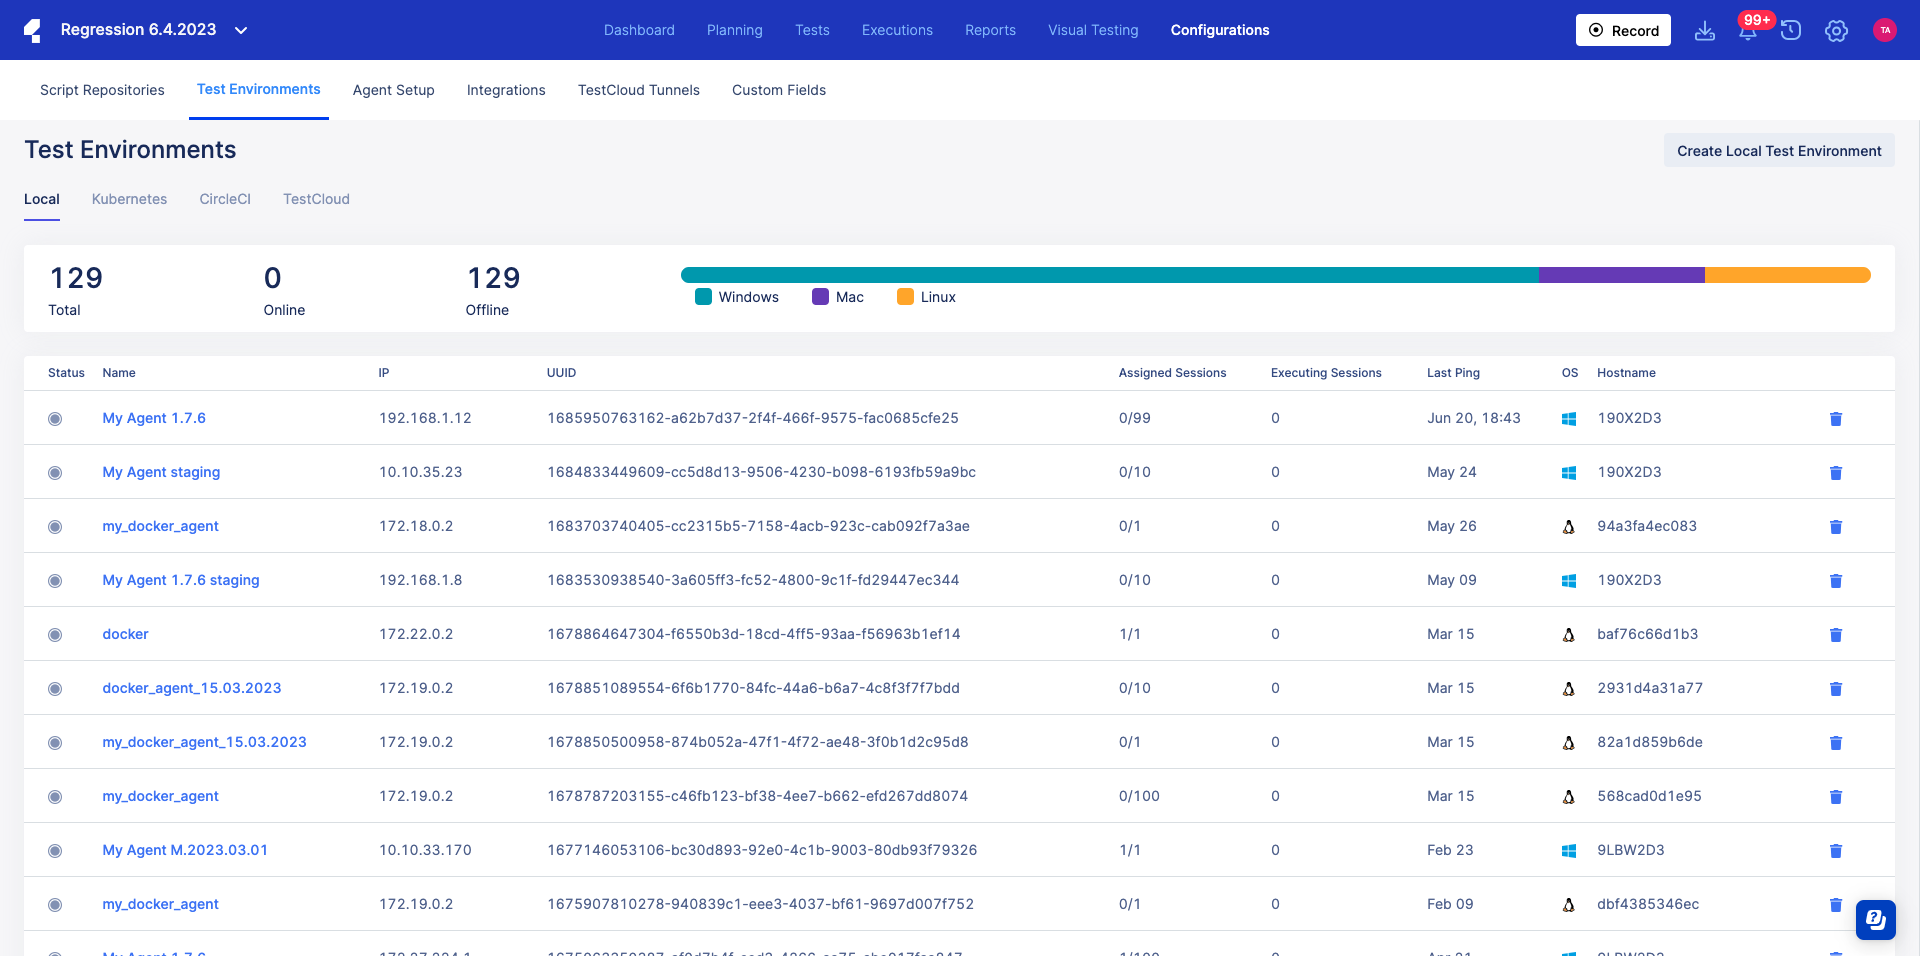 Regression 6.4.2023 Dashboard Planning Tests Executions Reports Visual Testing Configurations Record 99+ TA
Script Repositories Test Environments Agent Setup Integrations TestCloud Tunnels Custom Fields
Test Environments Create Local Test Environment
Local Kubernetes CircleCI TestCloud
129 0 129
Windows Mac Linux
Total Online Offline
Status Name IP UUID Assigned Sessions Executing Sessions Last Ping OS Hostname
My Agent 1.7.6 192.168.1.12 1685950763162-a62b7d37-2f4f-466f-9575-fac0685cfe25 0/99 0 Jun 20, 18:43 190X2D3
My Agent staging 10.10.35.23 1684833449609-cc5d8d13-9506-4230-b098-6193fb59a9bc 0/10 0 May 24 190X2D3
my_docker_agent 172.18.0.2 1683703740405-cc2315b5-7158-4acb-923c-cab092f7a3ae 0/1 0 May 26 94a3fa4ec083
My Agent 1.7.6 staging 192.168.1.8 1683530938540-3a605ff3-fc52-4800-9c1f-fd29447ec344 0/10 0 May 09 190X2D3
docker 172.22.0.2 1678864647304-f6550b3d-18cd-4ff5-93aa-f56963b1ef14 1/1 0 Mar 15 baf76c66d1b3
docker_agent_15.03.2023 172.19.0.2 1678851089554-6f6b1770-84fc-44a6-b6a7-4c8f3f7f7bdd 0/10 0 Mar 15 2931d4a31a77
my_docker_agent_15.03.2023 172.19.0.2 1678850500958-874b052a-47f1-4f72-ae48-3f0b1d2c95d8 0/1 0 Mar 15 82a1d859b6de
my_docker_agent 172.19.0.2 1678787203155-c46fb123-bf38-4ee7-b662-efd267dd8074 0/100 0 Mar 15 568cad0d1e95
My Agent M.2023.03.01 10.10.33.170 1677146053106-bc30d893-92e0-4c1b-9003-80db93f79326 1/1 0 Feb 23 9LBW2D3
my_docker_agent 172.19.0.2 1675907810278-940839c1-eee3-4037-bf61-9697d007f752 0/1 0 Feb 09 dbf4385346ec
My Agent 1.7.6